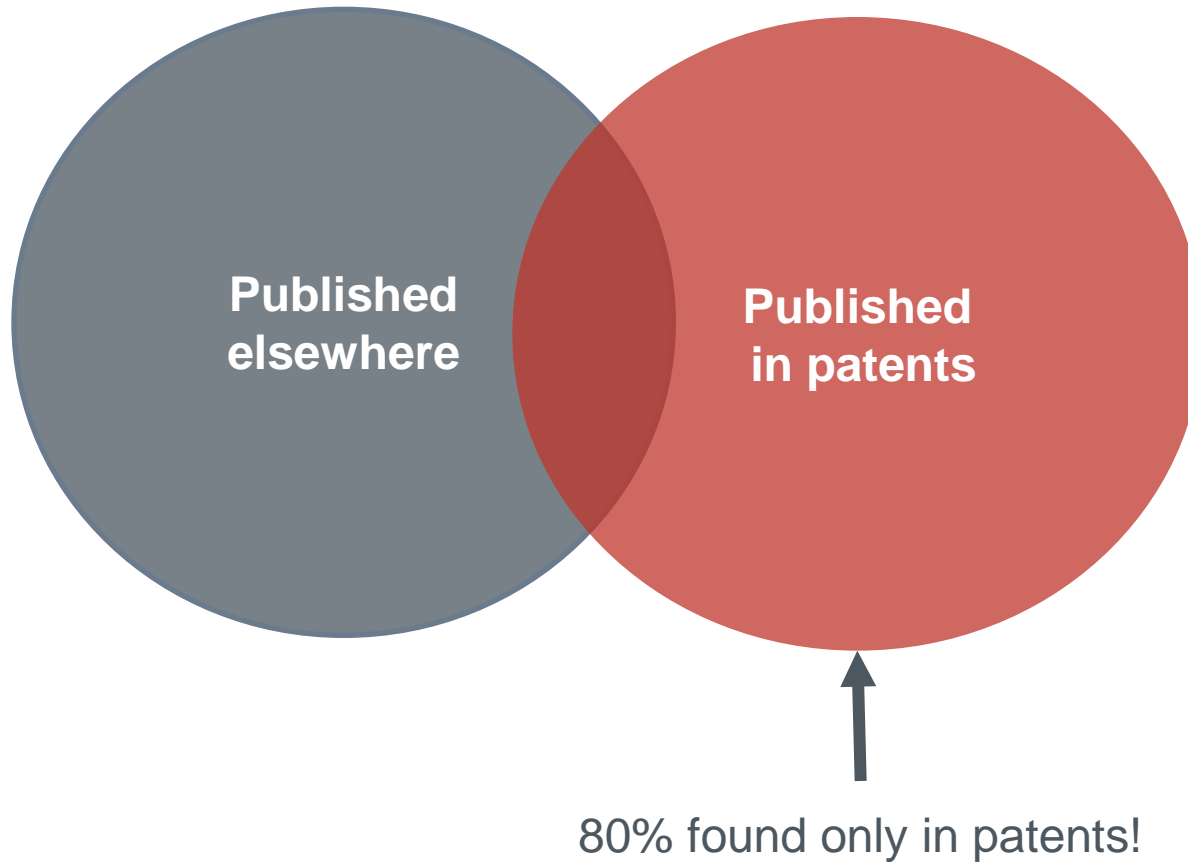 Published
elsewhere
Published
in patents
80% found only in patents!